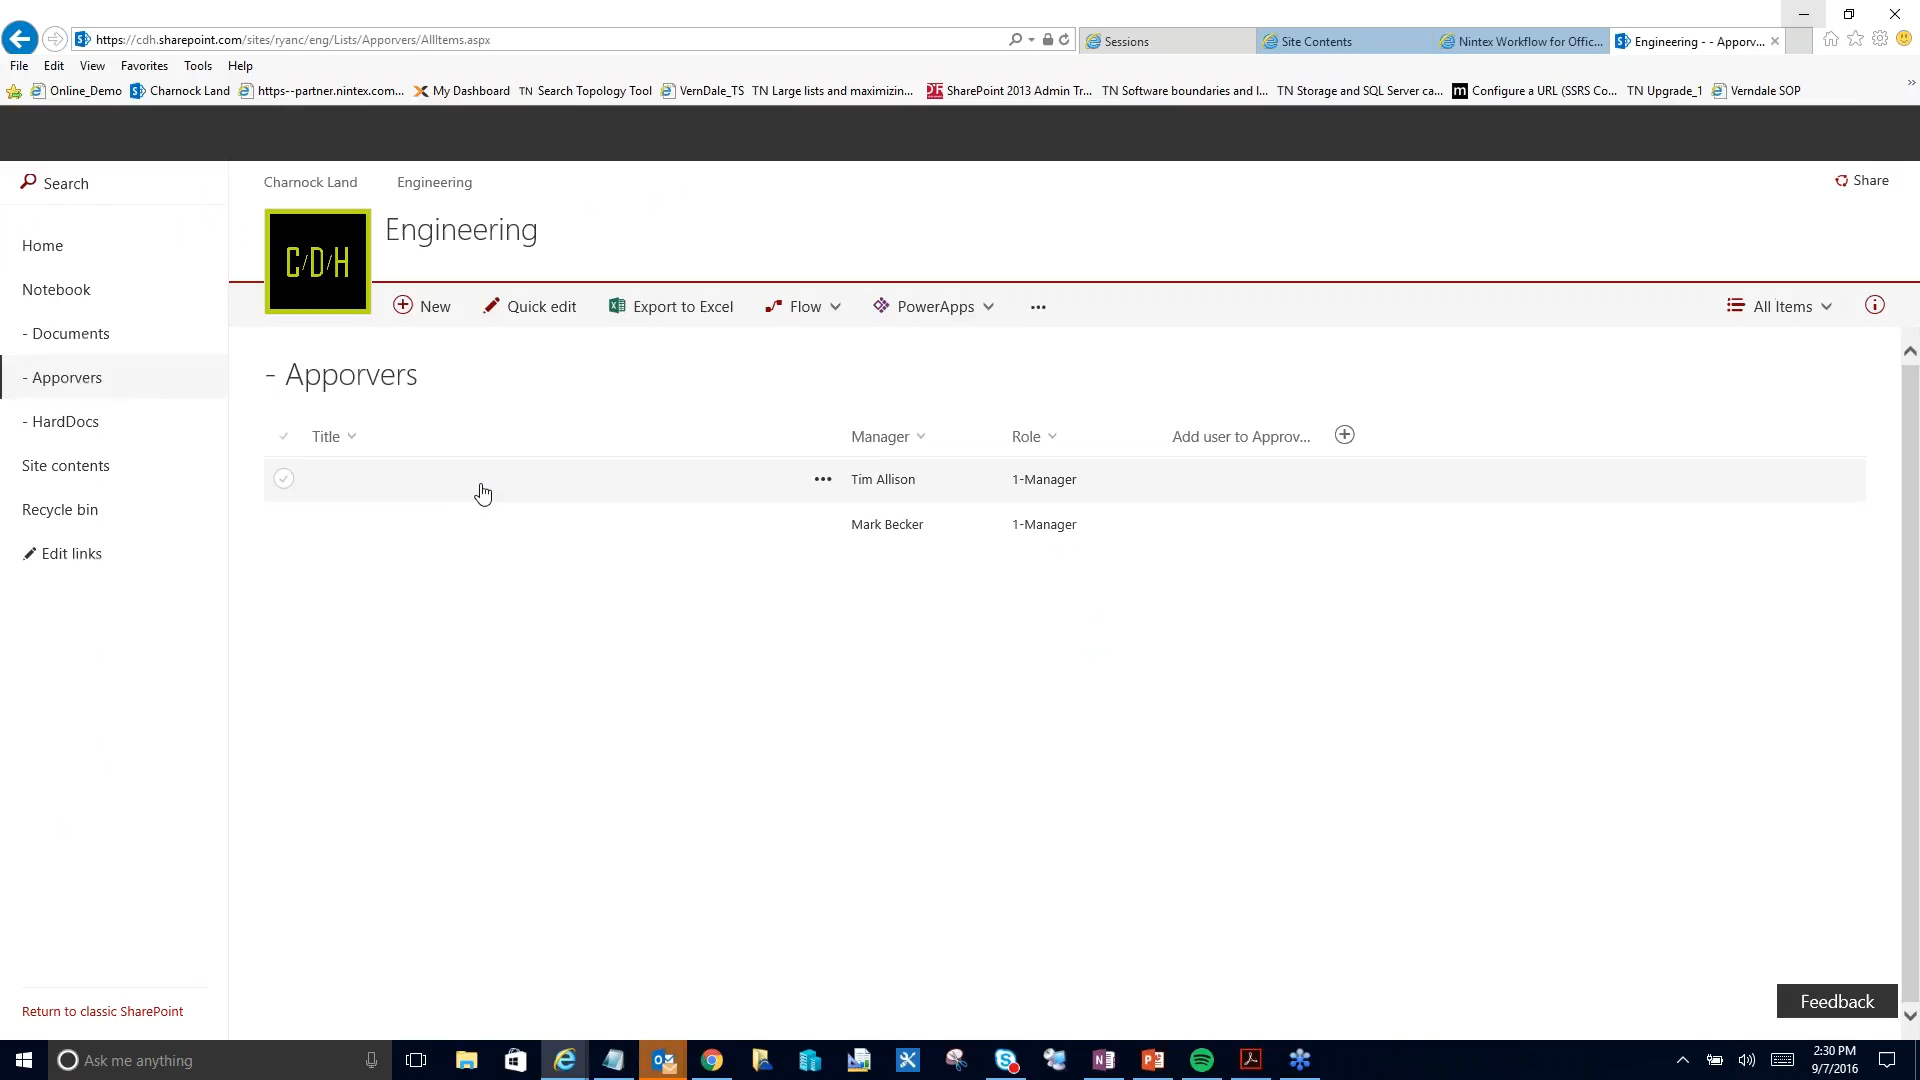 https://cdh.sharepoint.com/sites/ryanc/eng/Lists/Apporvers/AllItems.aspx
Sessions
Site Contents
Nintex Workflow for Offic...
Engineering - - Apporv...
File Edit View Favorites Tools Help
Online_Demo Charnock Land https--partner.nintex.com... My Dashboard TN Search Topology Tool VernDale_TS TN Large lists and maximizin... SharePoint 2013 Admin Tr... TN Software boundaries and l... TN Storage and SQL Server ca... m Configure a URL (SSRS Co... TN Upgrade_1 Verndale SOP
Search
Charnock Land Engineering
Share
C/D/H
Engineering
Home
Notebook
- Documents
- Apporvers
- HardDocs
Site contents
Recycle bin
Edit links
New Quick edit Export to Excel Flow PowerApps ...
All Items
- Apporvers
Title Manager Role Add user to Approv...
... Tim Allison 1-Manager
Mark Becker 1-Manager
Return to classic SharePoint
Feedback
Ask me anything
2:30 PM
9/7/2016